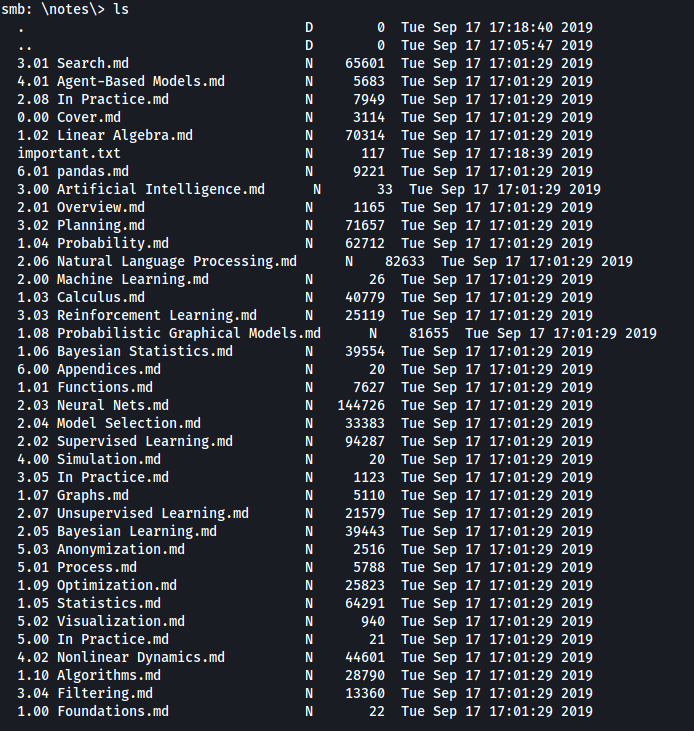 smb: \notes\> ls
  .                                   D        0  Tue Sep 17 17:18:40 2019
  ..                                  D        0  Tue Sep 17 17:05:47 2019
  3.01 Search.md                      N    65601  Tue Sep 17 17:01:29 2019
  4.01 Agent-Based Models.md          N     5683  Tue Sep 17 17:01:29 2019
  2.08 In Practice.md                 N     7949  Tue Sep 17 17:01:29 2019
  0.00 Cover.md                       N     3114  Tue Sep 17 17:01:29 2019
  1.02 Linear Algebra.md              N    70314  Tue Sep 17 17:01:29 2019
  important.txt                       N      117  Tue Sep 17 17:18:39 2019
  6.01 pandas.md                      N     9221  Tue Sep 17 17:01:29 2019
  3.00 Artificial Intelligence.md      N       33  Tue Sep 17 17:01:29 2019
  2.01 Overview.md                    N     1165  Tue Sep 17 17:01:29 2019
  3.02 Planning.md                    N    71657  Tue Sep 17 17:01:29 2019
  1.04 Probability.md                 N    62712  Tue Sep 17 17:01:29 2019
  2.06 Natural Language Processing.md      N    82633  Tue Sep 17 17:01:29 2019
  2.00 Machine Learning.md            N       26  Tue Sep 17 17:01:29 2019
  1.03 Calculus.md                    N    40779  Tue Sep 17 17:01:29 2019
  3.03 Reinforcement Learning.md      N    25119  Tue Sep 17 17:01:29 2019
  1.08 Probabilistic Graphical Models.md      N    81655  Tue Sep 17 17:01:29 2019
  1.06 Bayesian Statistics.md         N    39554  Tue Sep 17 17:01:29 2019
  6.00 Appendices.md                  N       20  Tue Sep 17 17:01:29 2019
  1.01 Functions.md                   N     7627  Tue Sep 17 17:01:29 2019
  2.03 Neural Nets.md                 N   144726  Tue Sep 17 17:01:29 2019
  2.04 Model Selection.md             N    33383  Tue Sep 17 17:01:29 2019
  2.02 Supervised Learning.md         N    94287  Tue Sep 17 17:01:29 2019
  4.00 Simulation.md                  N       20  Tue Sep 17 17:01:29 2019
  3.05 In Practice.md                 N     1123  Tue Sep 17 17:01:29 2019
  1.07 Graphs.md                      N     5110  Tue Sep 17 17:01:29 2019
  2.07 Unsupervised Learning.md       N    21579  Tue Sep 17 17:01:29 2019
  2.05 Bayesian Learning.md           N    39443  Tue Sep 17 17:01:29 2019
  5.03 Anonymization.md               N     2516  Tue Sep 17 17:01:29 2019
  5.01 Process.md                     N     5788  Tue Sep 17 17:01:29 2019
  1.09 Optimization.md                N    25823  Tue Sep 17 17:01:29 2019
  1.05 Statistics.md                  N    64291  Tue Sep 17 17:01:29 2019
  5.02 Visualization.md               N      940  Tue Sep 17 17:01:29 2019
  5.00 In Practice.md                 N       21  Tue Sep 17 17:01:29 2019
  4.02 Nonlinear Dynamics.md          N    44601  Tue Sep 17 17:01:29 2019
  1.10 Algorithms.md                  N    28790  Tue Sep 17 17:01:29 2019
  3.04 Filtering.md                   N    13360  Tue Sep 17 17:01:29 2019
  1.00 Foundations.md                 N       22  Tue Sep 17 17:01:29 2019